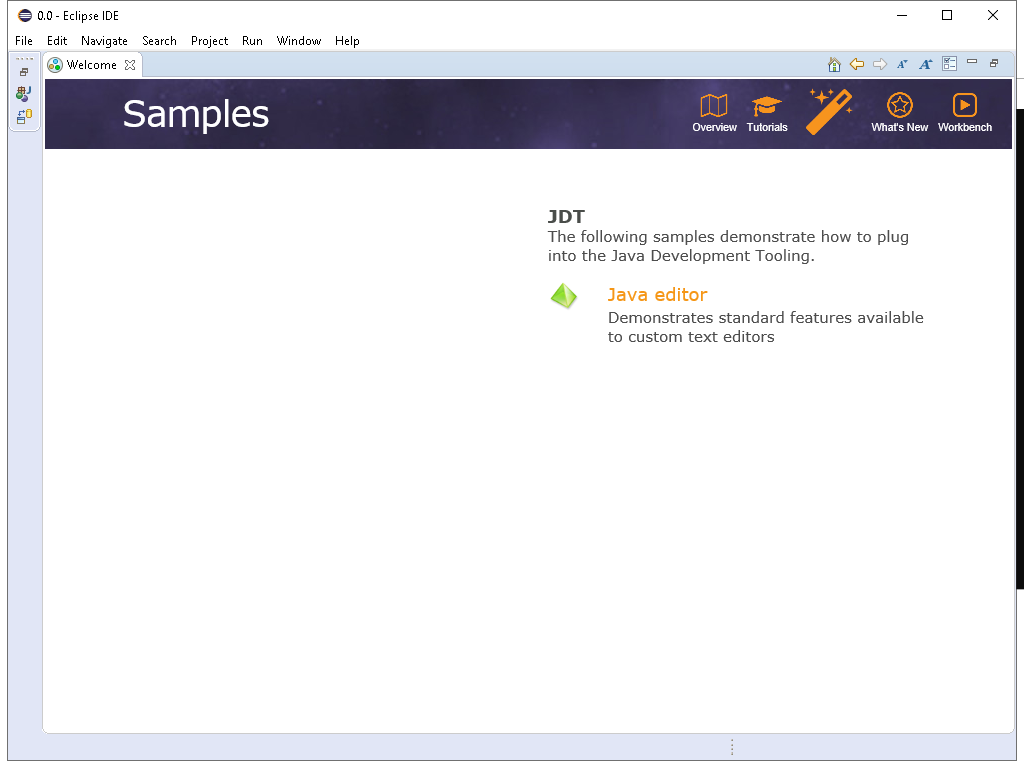 0.0 - Eclipse IDE
File Edit Navigate Search Project Run Window Help
Welcome
Samples
Overview Tutorials What's New Workbench
JDT
The following samples demonstrate how to plug
into the Java Development Tooling.
Java editor
Demonstrates standard features available
to custom text editors